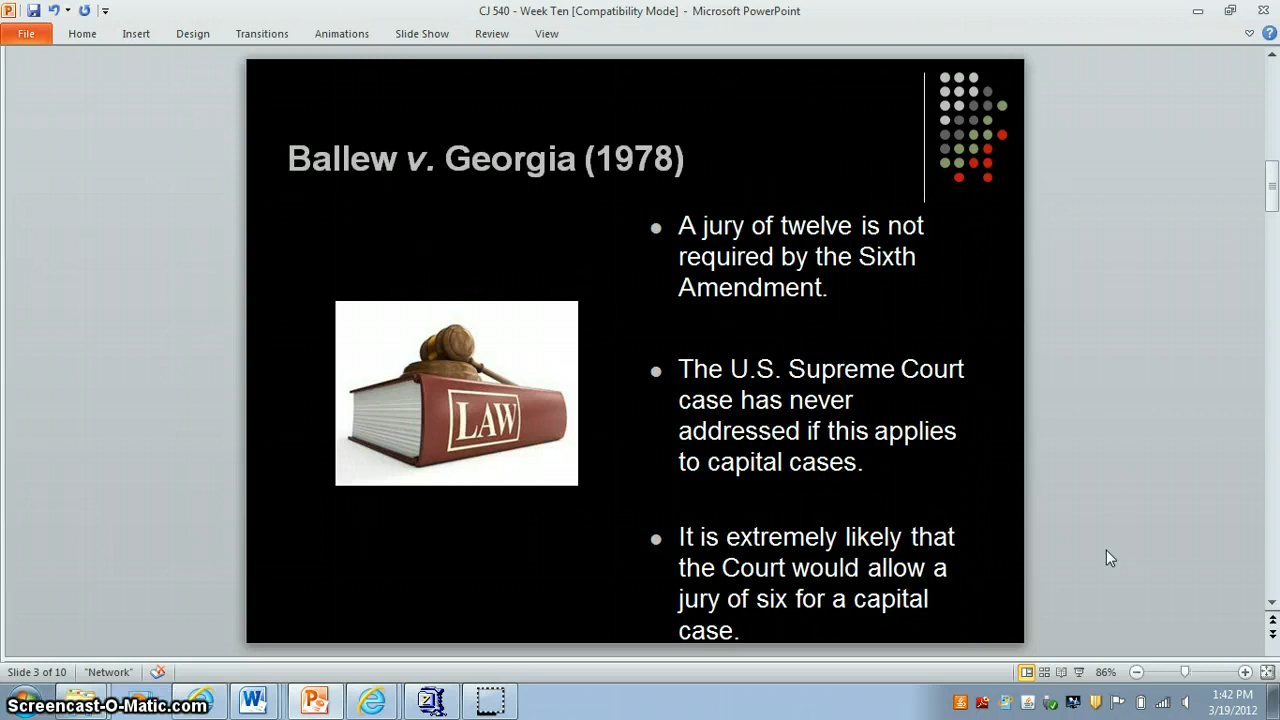 CJ 540 - Week Ten [Compatibility Mode] - Microsoft PowerPoint
File Home Insert Design Transitions Animations Slide Show Review View
Ballew v. Georgia (1978)
A jury of twelve is not
required by the Sixth
Amendment.
The U.S. Supreme Court
case has never
addressed if this applies
to capital cases.
It is extremely likely that
the Court would allow a
jury of six for a capital
case.
LAW
Slide 3 of 10 "Network" 86%
Screencast-O-Matic.com
1:42 PM
3/19/2012